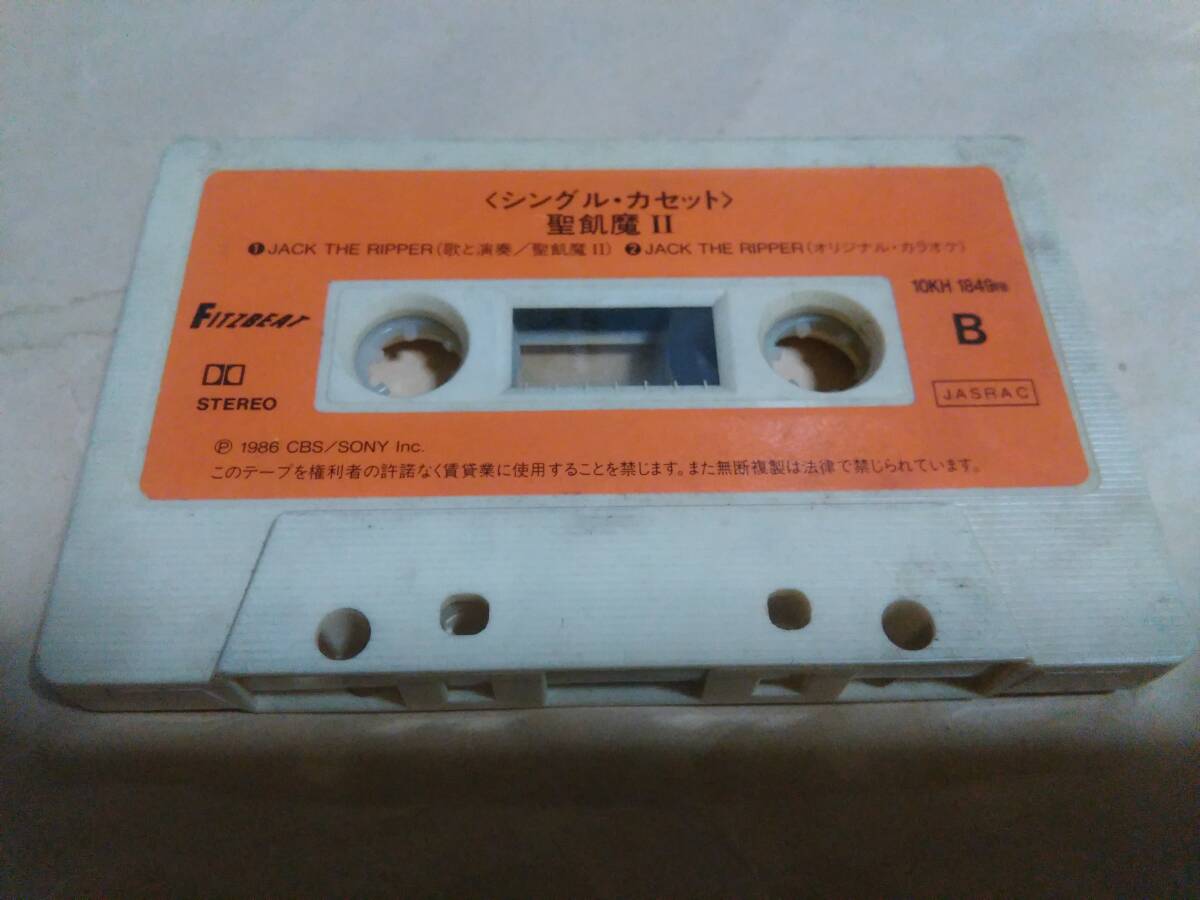 〈シングル・カセット〉
聖飢魔II
❶JACK THE RIPPER(歌と演奏/聖飢魔II) ❷JACK THE RIPPER(オリジナル・カラオケ)
10KH 1849
FITZBEAT
B
STEREO
JASRAC
Ⓟ 1986 CBS/SONY Inc.
このテープを権利者の許諾なく賃貸業に使用することを禁じます。また無断複製は法律で禁じられています。